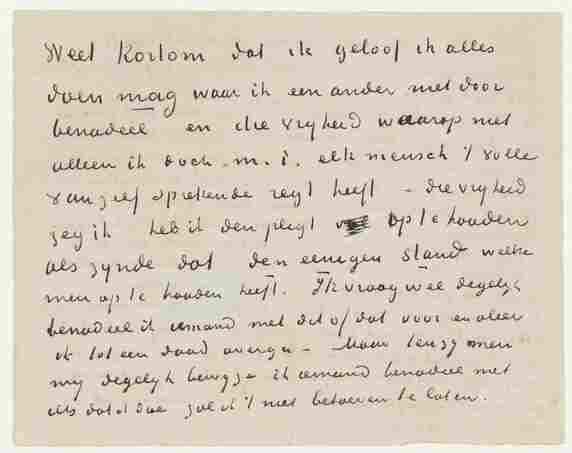 Weet Kortom dat ik geloof ik alles
doen mag waar ik een ander niet door
benadeel en die vryheid waarop niet
alleen ik doch m. i. elk mensch 't volle
van zelf sprekende regt heeft – die vryheid
zeg ik heb ik den pligt op te houden
als zynde dat den eenigen stand welke
men op te houden heeft. Ik vraag wel degelyk
benadeel ik iemand met dit of dat voor en aleer
ik tot een daad overga – Maar tenzy men
my degelyk bewyze ik iemand benadeel met
iets dat ik doe zal ik 't niet behoeven te laten.